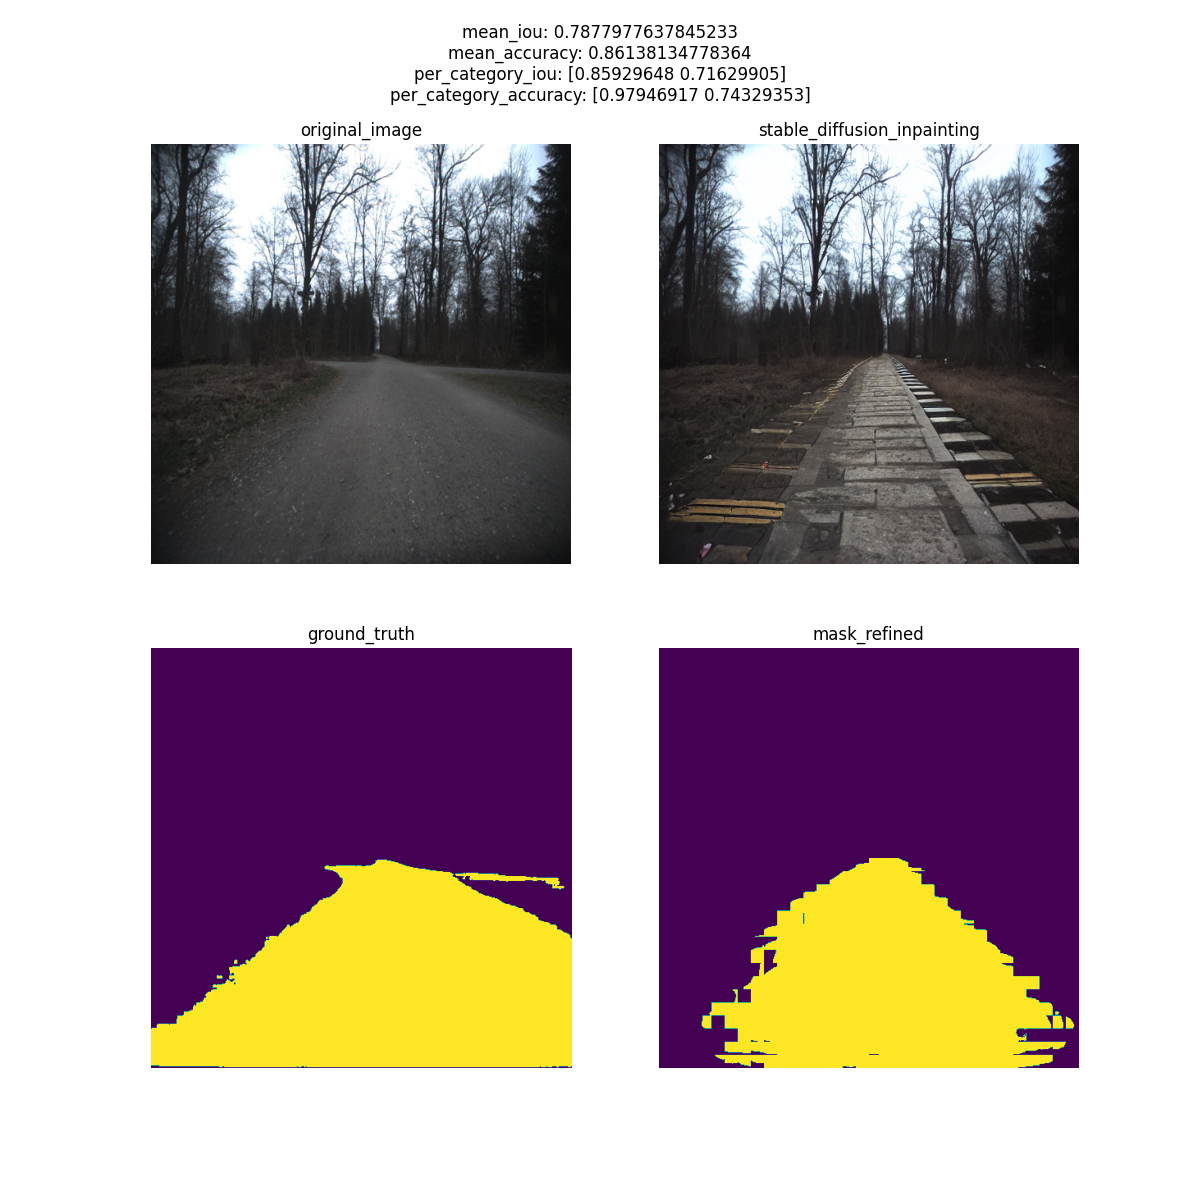 mean_iou: 0.7877977637845233
mean_accuracy: 0.86138134778364
per_category_iou: [0.85929648 0.71629905]
per_category_accuracy: [0.97946917 0.74329353]
original_image
stable_diffusion_inpainting
ground_truth
mask_refined